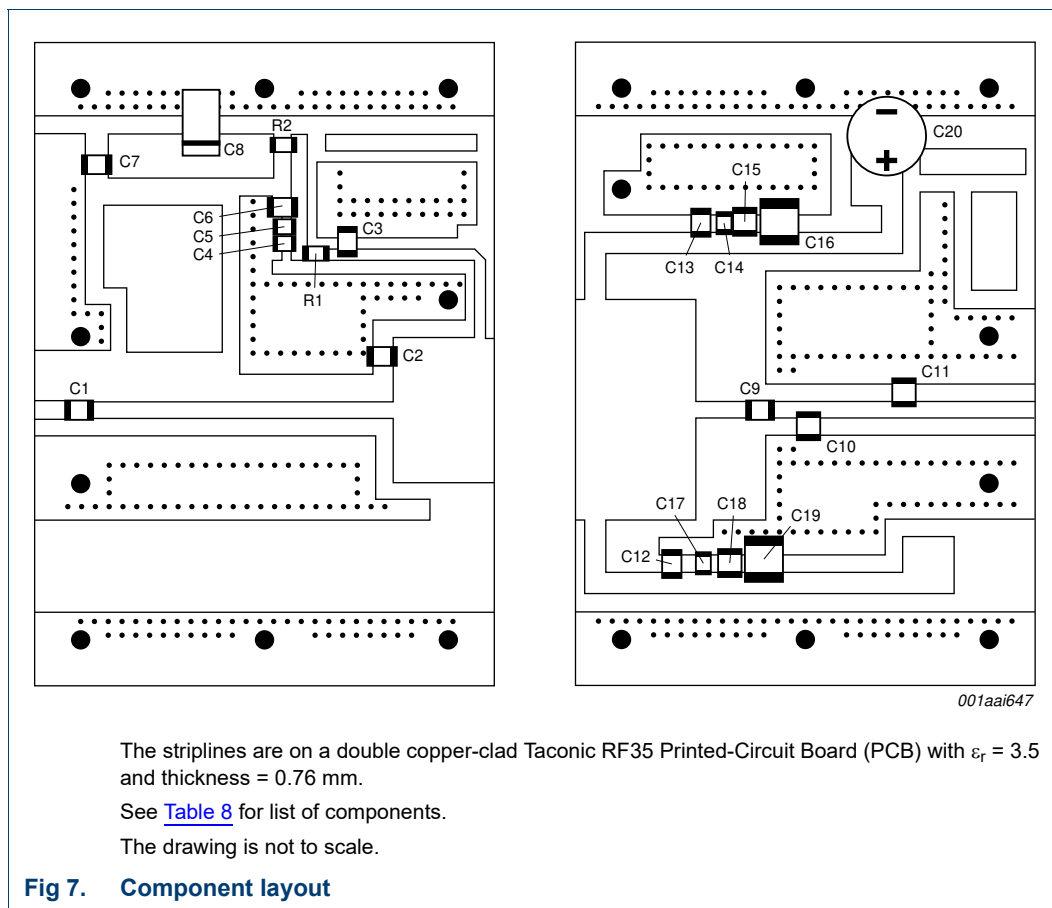 R2
C8
C7
C6
C5
C4
C3
R1
C2
C1
−
+
C20
C15
C16
C13
C14
C11
C9
C10
C17
C18
C19
C12
001aai647
The striplines are on a double copper-clad Taconic RF35 Printed-Circuit Board (PCB) with εr = 3.5
and thickness = 0.76 mm.
See Table 8 for list of components.
The drawing is not to scale.
Fig 7. Component layout